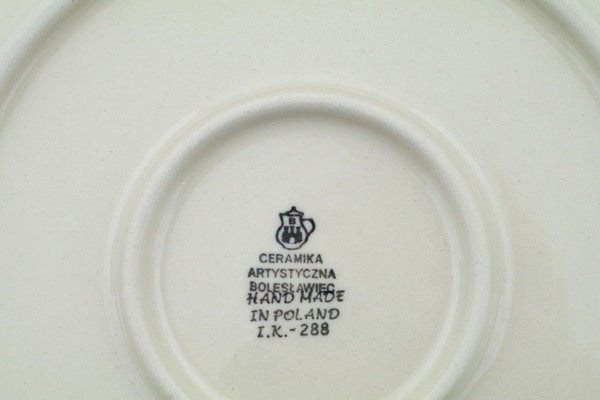 B
CERAMIKA
ARTYSTYCZNA
BOLESŁAWIEC
HAND MADE
IN POLAND
I.K.-288